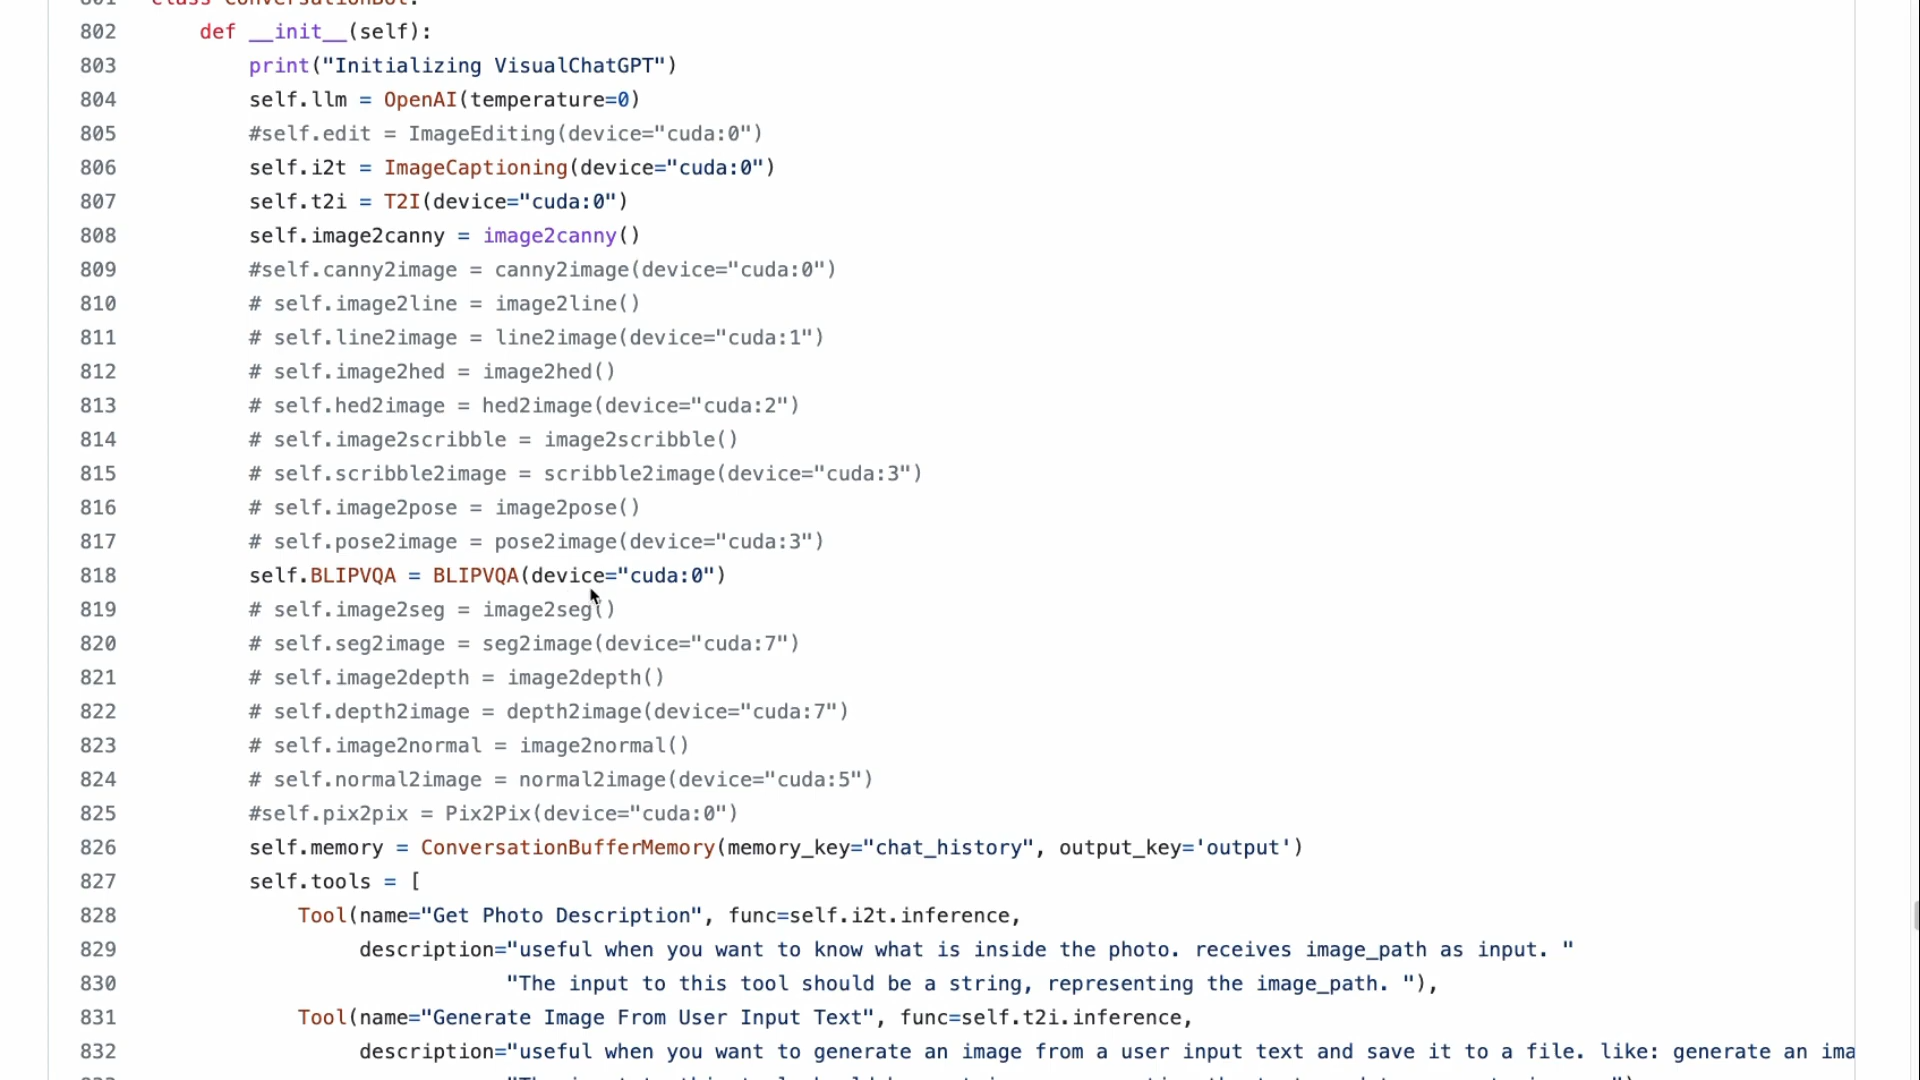 801 class ConversationBot:
802 def __init__(self):
803 print("Initializing VisualChatGPT")
804 self.llm = OpenAI(temperature=0)
805 #self.edit = ImageEditing(device="cuda:0")
806 self.i2t = ImageCaptioning(device="cuda:0")
807 self.t2i = T2I(device="cuda:0")
808 self.image2canny = image2canny()
809 #self.canny2image = canny2image(device="cuda:0")
810 # self.image2line = image2line()
811 # self.line2image = line2image(device="cuda:1")
812 # self.image2hed = image2hed()
813 # self.hed2image = hed2image(device="cuda:2")
814 # self.image2scribble = image2scribble()
815 # self.scribble2image = scribble2image(device="cuda:3")
816 # self.image2pose = image2pose()
817 # self.pose2image = pose2image(device="cuda:3")
818 self.BLIPVQA = BLIPVQA(device="cuda:0")
819 # self.image2seg = image2seg()
820 # self.seg2image = seg2image(device="cuda:7")
821 # self.image2depth = image2depth()
822 # self.depth2image = depth2image(device="cuda:7")
823 # self.image2normal = image2normal()
824 # self.normal2image = normal2image(device="cuda:5")
825 #self.pix2pix = Pix2Pix(device="cuda:0")
826 self.memory = ConversationBufferMemory(memory_key="chat_history", output_key='output')
827 self.tools = [
828 Tool(name="Get Photo Description", func=self.i2t.inference,
829 description="useful when you want to know what is inside the photo. receives image_path as input. "
830 "The input to this tool should be a string, representing the image_path. "),
831 Tool(name="Generate Image From User Input Text", func=self.t2i.inference,
832 description="useful when you want to generate an image from a user input text and save it to a file. like: generate an ima